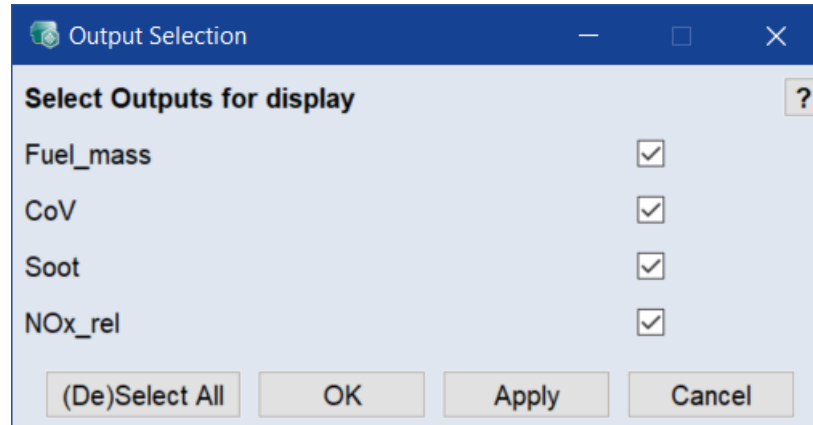 Output Selection
Select Outputs for display ?
Fuel_mass
CoV
Soot
NOx_rel
(De)Select All OK Apply Cancel